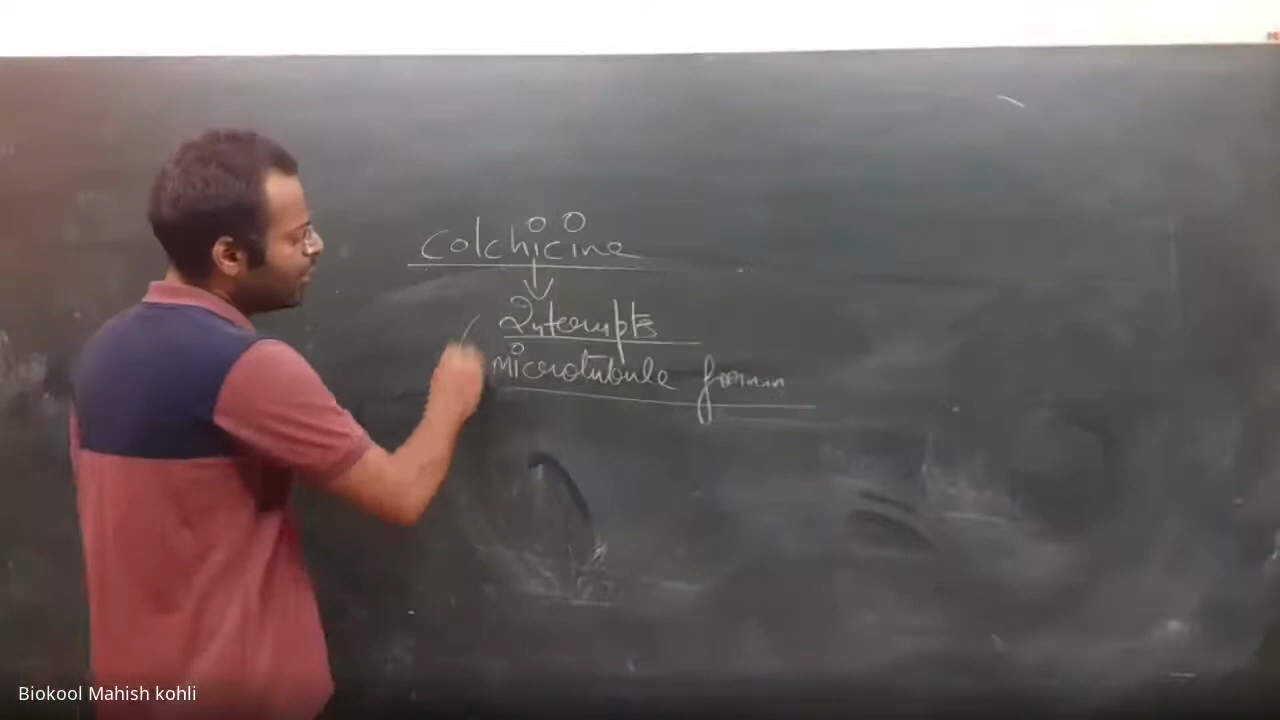 Colchicine
Interrupts
microtubule
Biokool Mahish kohli